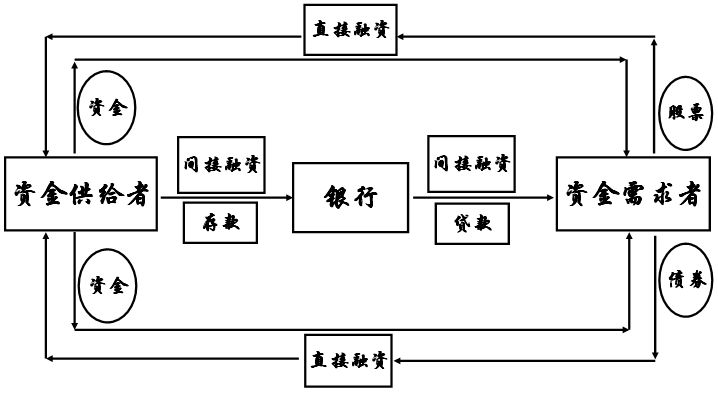 直接融资
资金
股票
间接融资
间接融资
资金供给者
银行
资金需求者
存款
贷款
资金
债券
直接融资